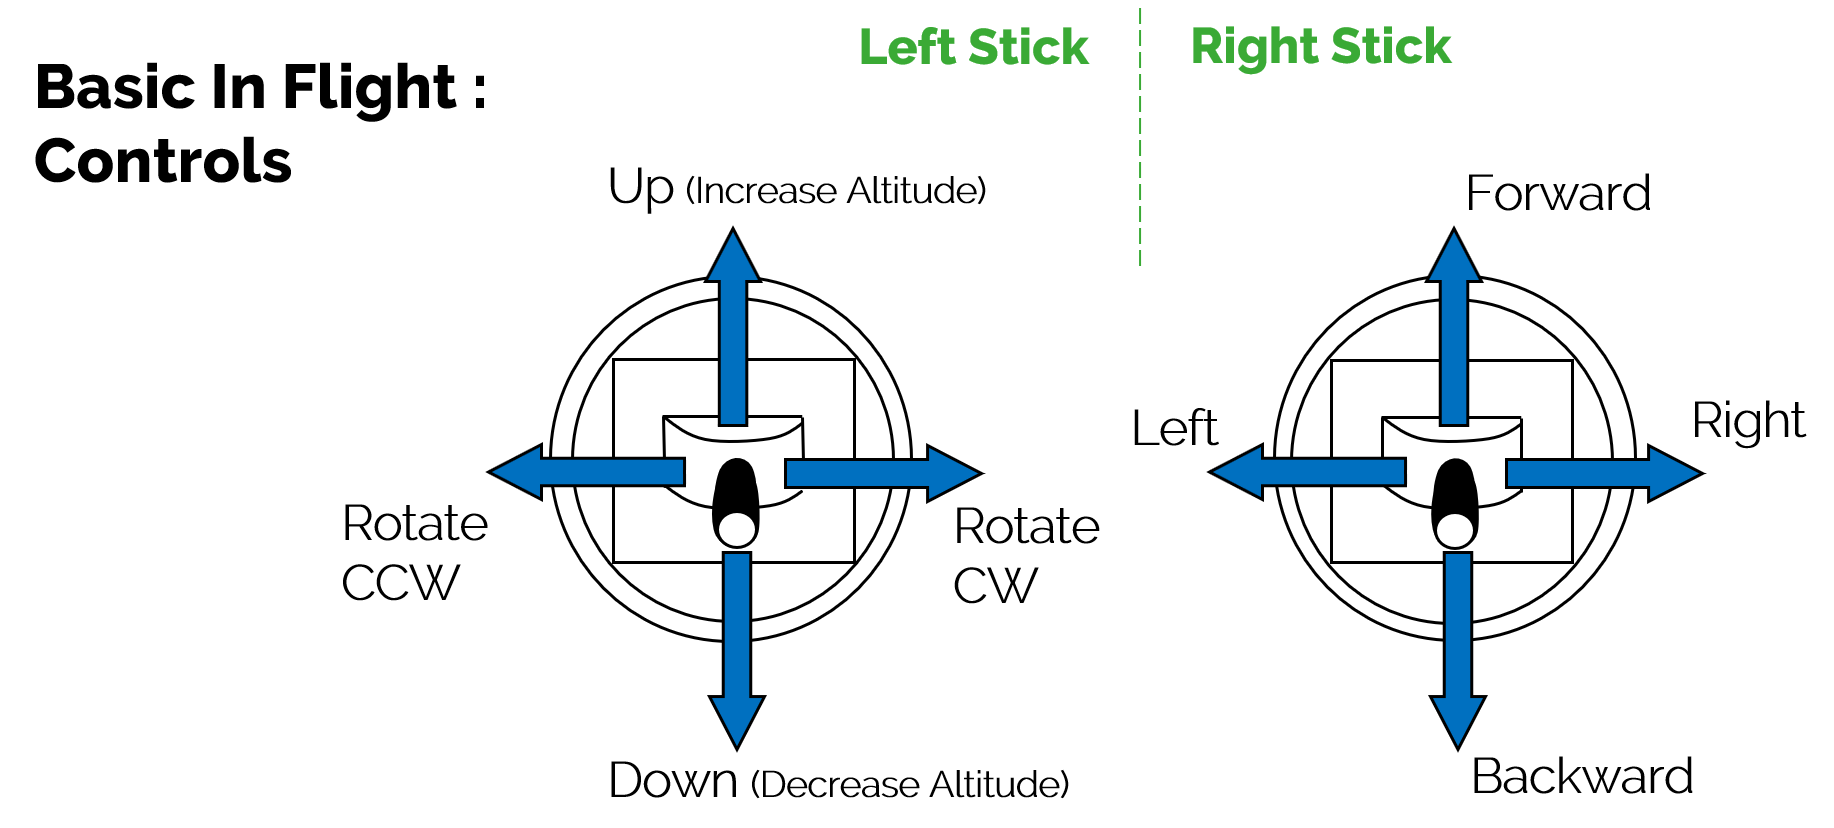 Basic In Flight :
Controls
Left Stick
Right Stick
Up (Increase Altitude)
Rotate
CCW
Rotate
CW
Down (Decrease Altitude)
Forward
Left
Right
Backward